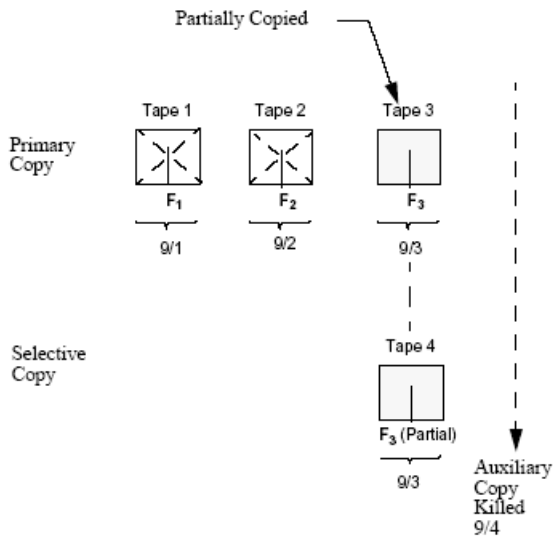 Partially Copied
Tape 1 Tape 2 Tape 3
Primary
Copy
F1 F2 F3
9/1 9/2 9/3
Selective
Copy
Tape 4
F3 (Partial)
9/3
Auxiliary
Copy
Killed
9/4